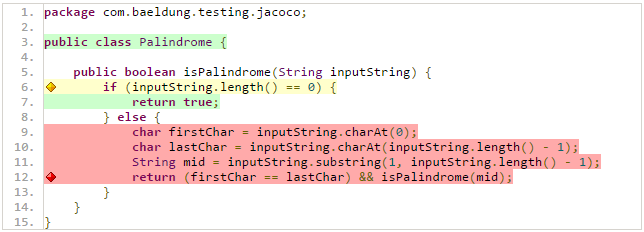 1. package com.baeldung.testing.jacoco;
2.
3. public class Palindrome {
4.
5.     public boolean isPalindrome(String inputString) {
6.         if (inputString.length() == 0) {
7.             return true;
8.         } else {
9.             char firstChar = inputString.charAt(0);
10.             char lastChar = inputString.charAt(inputString.length() - 1);
11.             String mid = inputString.substring(1, inputString.length() - 1);
12.             return (firstChar == lastChar) && isPalindrome(mid);
13.         }
14.     }
15. }